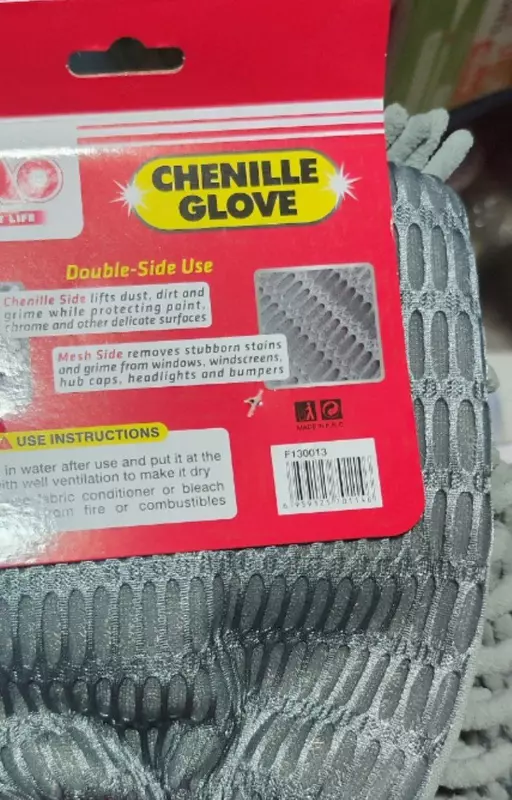 CHENILLE
GLOVE
T LIFE
Double-Side Use
Chenille Side lifts dust, dirt and
grime while protecting paint,
chrome and other delicate surfaces
Mesh Side removes stubborn stains
and grime from windows, windscreens,
hub caps, headlights and bumpers
MADE IN P.R.C
USE INSTRUCTIONS
in water after use and put it at the
with well ventilation to make it dry
fabric conditioner or bleach
from fire or combustibles
F130013